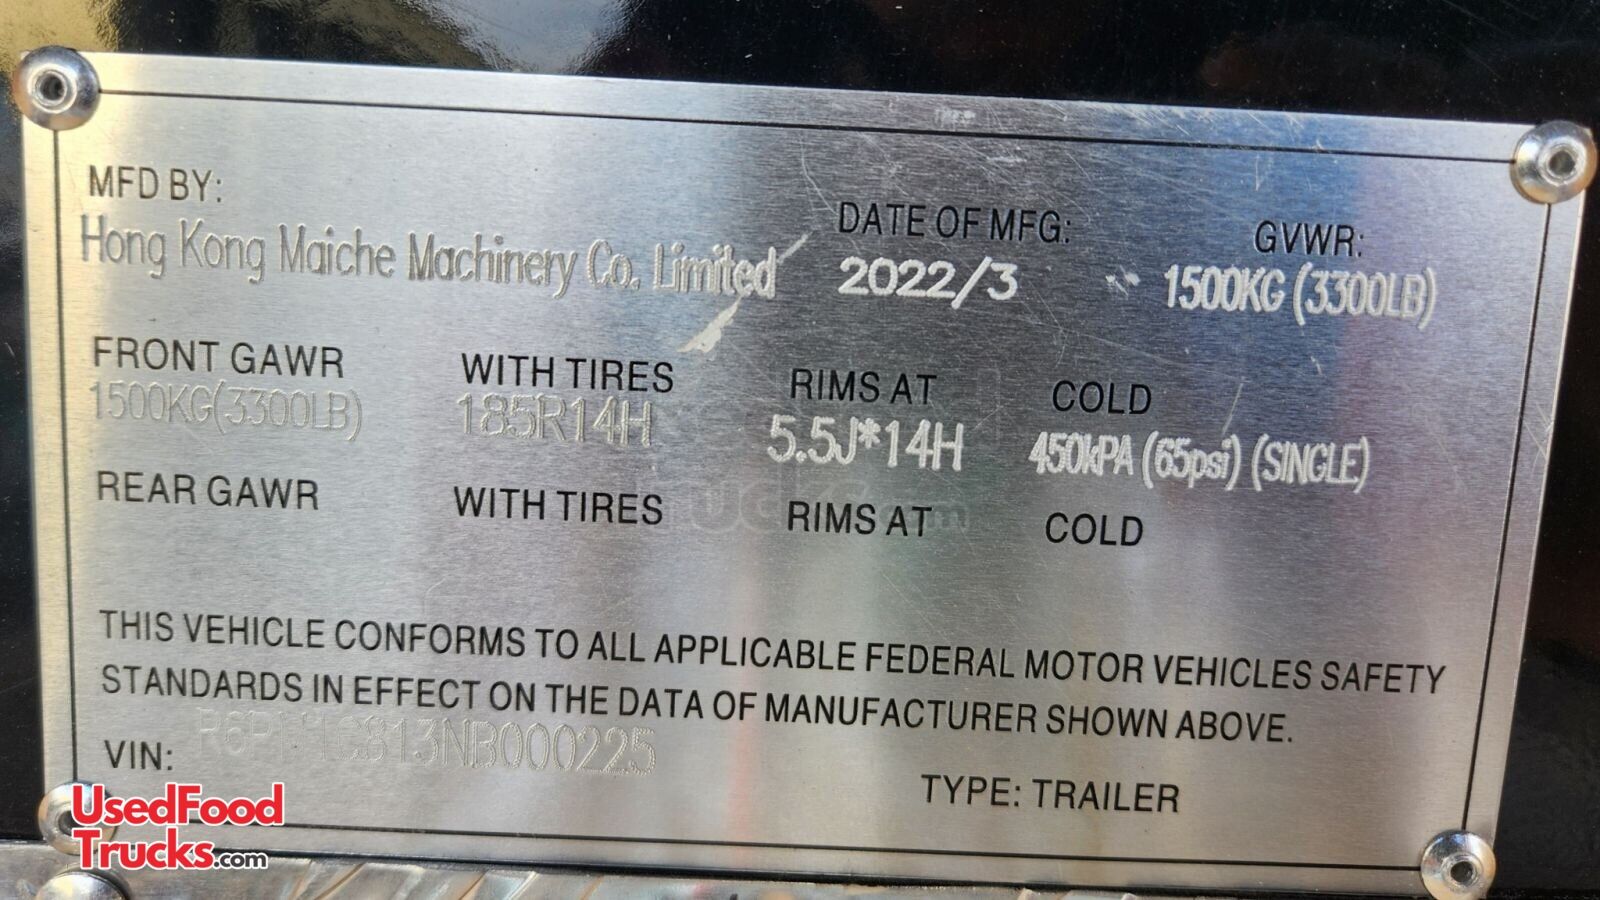 MFD BY:
Hong Kong Maiche Machinery Co. Limited
DATE OF MFG:
2022/3
GVWR:
1500KG (3300LB)
FRONT GAWR
1500KG(3300LB)
WITH TIRES
185R14H
RIMS AT
5.5J*14H
COLD
450kPA (65psi) (SINGLE)
REAR GAWR
WITH TIRES
RIMS AT
COLD
THIS VEHICLE CONFORMS TO ALL APPLICABLE FEDERAL MOTOR VEHICLES SAFETY
STANDARDS IN EFFECT ON THE DATA OF MANUFACTURER SHOWN ABOVE.
VIN:
TYPE: TRAILER
UsedFood
Trucks.com